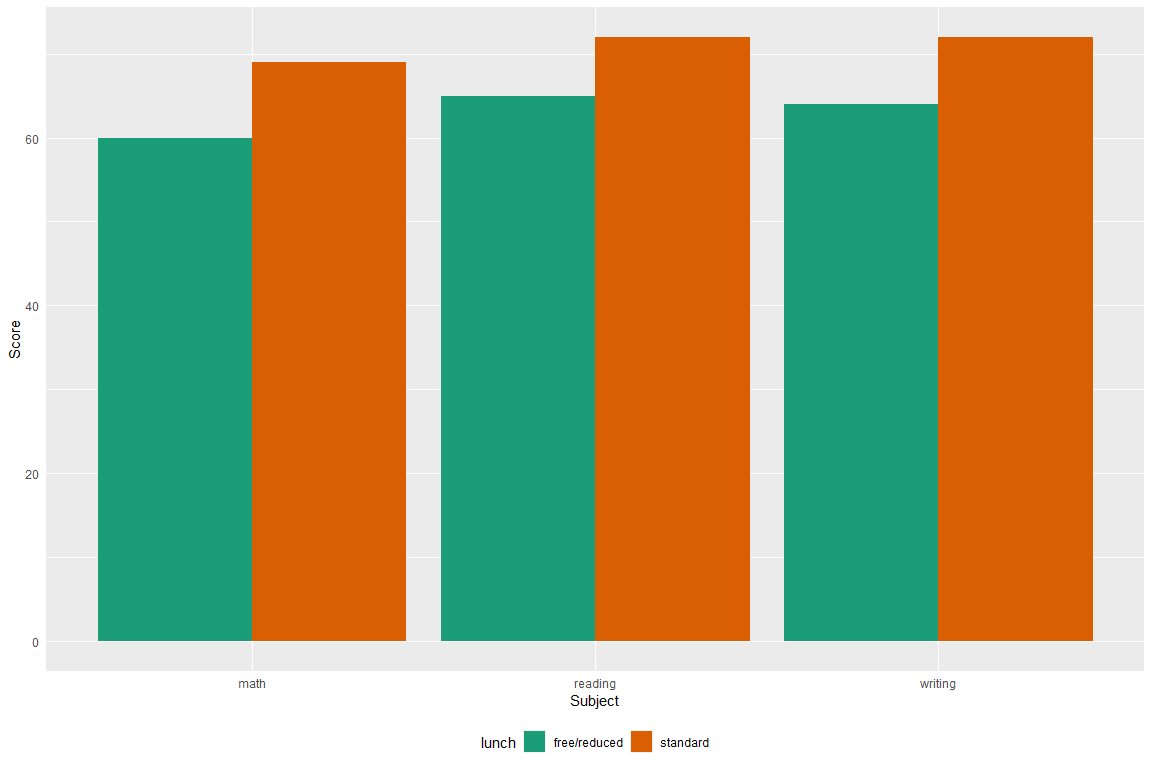 Score
60
40
20
0
math reading writing
Subject
lunch free/reduced standard